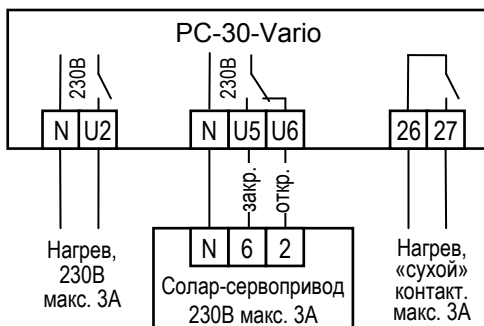 PC-30-Vario
230В
230В
N U2
N U5 U6
26 27
закр.
откр.
N 6 2
Нагрев,
230В
макс. 3А
Солар-сервопривод
230В макс. 3А
Нагрев,
«сухой»
контакт.
макс. 3А